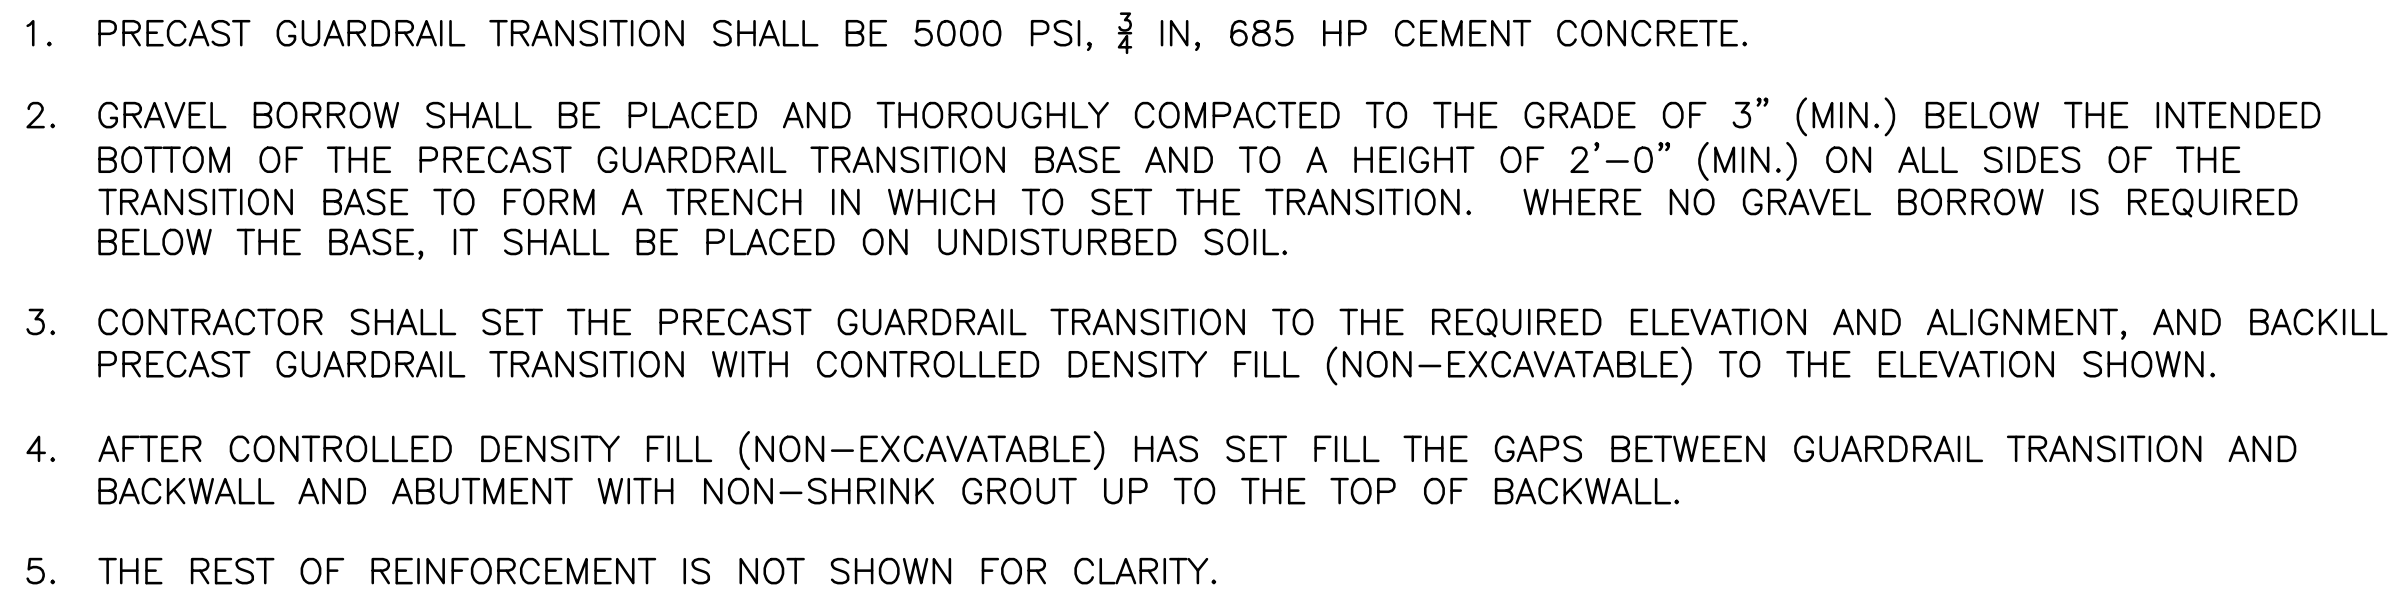 1. PRECAST GUARDRAIL TRANSITION SHALL BE 5000 PSI, ¾ IN, 685 HP CEMENT CONCRETE.
2. GRAVEL BORROW SHALL BE PLACED AND THOROUGHLY COMPACTED TO THE GRADE OF 3” (MIN.) BELOW THE INTENDED
BOTTOM OF THE PRECAST GUARDRAIL TRANSITION BASE AND TO A HEIGHT OF 2’–0” (MIN.) ON ALL SIDES OF THE
TRANSITION BASE TO FORM A TRENCH IN WHICH TO SET THE TRANSITION. WHERE NO GRAVEL BORROW IS REQUIRED
BELOW THE BASE, IT SHALL BE PLACED ON UNDISTURBED SOIL.
3. CONTRACTOR SHALL SET THE PRECAST GUARDRAIL TRANSITION TO THE REQUIRED ELEVATION AND ALIGNMENT, AND BACKILL
PRECAST GUARDRAIL TRANSITION WITH CONTROLLED DENSITY FILL (NON–EXCAVATABLE) TO THE ELEVATION SHOWN.
4. AFTER CONTROLLED DENSITY FILL (NON–EXCAVATABLE) HAS SET FILL THE GAPS BETWEEN GUARDRAIL TRANSITION AND
BACKWALL AND ABUTMENT WITH NON–SHRINK GROUT UP TO THE TOP OF BACKWALL.
5. THE REST OF REINFORCEMENT IS NOT SHOWN FOR CLARITY.